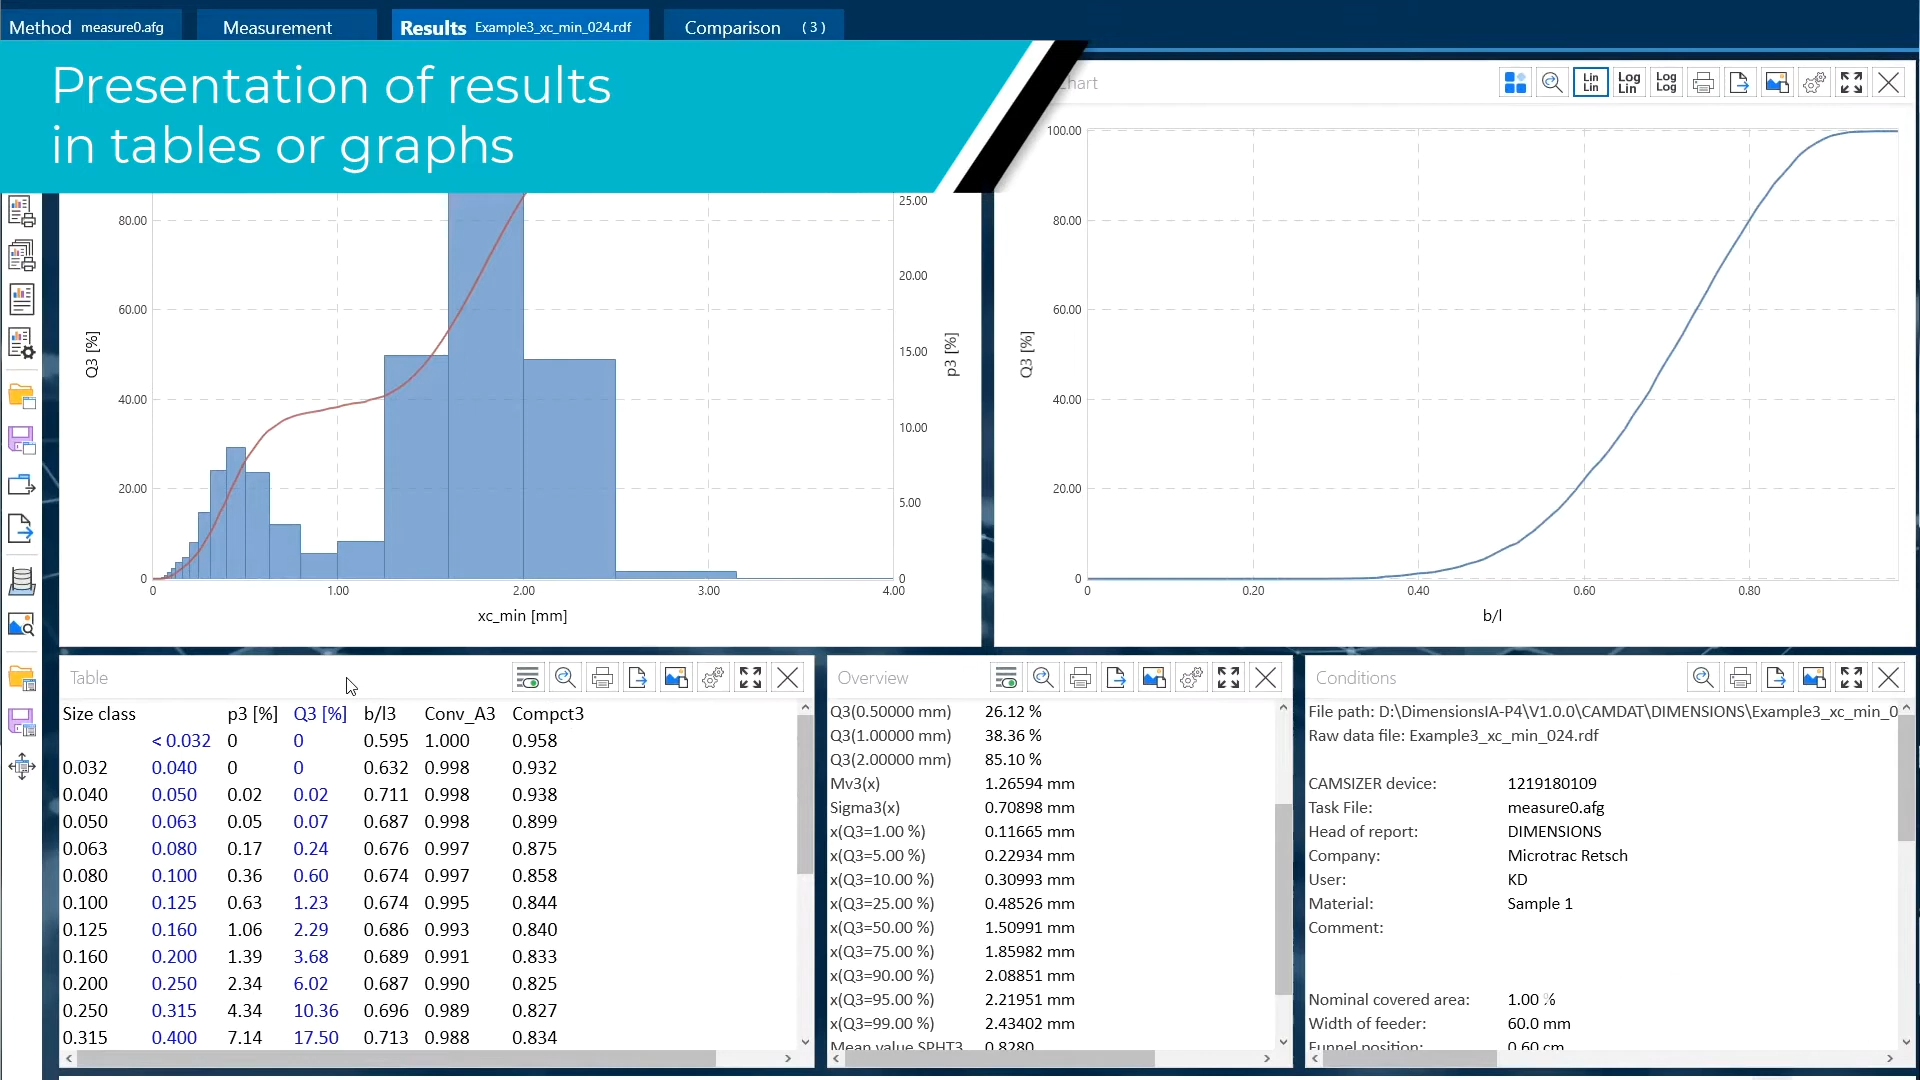 Method measure0.afg Measurement Results Example3_xc_min_024.rdf Comparison (3)
Presentation of results
in tables or graphs
Lin Lin
Log Lin
Log Log
25.00
80.00
20.00
60.00
15.00
Q3 [%]
p3 [%]
40.00
10.00
20.00
5.00
0
0
0 1.00 2.00 3.00 4.00
xc_min [mm]
100.00
80.00
60.00
Q3 [%]
40.00
20.00
0
0 0.20 0.40 0.60 0.80
b/l
Table
Size class p3 [%] Q3 [%] b/l3 Conv_A3 Compct3
< 0.032 0 0 0.595 1.000 0.958
0.032 0.040 0 0 0.632 0.998 0.932
0.040 0.050 0.02 0.02 0.711 0.998 0.938
0.050 0.063 0.05 0.07 0.687 0.998 0.899
0.063 0.080 0.17 0.24 0.676 0.997 0.875
0.080 0.100 0.36 0.60 0.674 0.997 0.858
0.100 0.125 0.63 1.23 0.674 0.995 0.844
0.125 0.160 1.06 2.29 0.686 0.993 0.840
0.160 0.200 1.39 3.68 0.689 0.991 0.833
0.200 0.250 2.34 6.02 0.687 0.990 0.825
0.250 0.315 4.34 10.36 0.696 0.989 0.827
0.315 0.400 7.14 17.50 0.713 0.988 0.834
Overview
Q3(0.50000 mm) 26.12 %
Q3(1.00000 mm) 38.36 %
Q3(2.00000 mm) 85.10 %
Mv3(x) 1.26594 mm
Sigma3(x) 0.70898 mm
x(Q3=1.00 %) 0.11665 mm
x(Q3=5.00 %) 0.22934 mm
x(Q3=10.00 %) 0.30993 mm
x(Q3=25.00 %) 0.48526 mm
x(Q3=50.00 %) 1.50991 mm
x(Q3=75.00 %) 1.85982 mm
x(Q3=90.00 %) 2.08851 mm
x(Q3=95.00 %) 2.21951 mm
x(Q3=99.00 %) 2.43402 mm
Mean value SPHT3 0.8280
Conditions
File path: D:\DimensionsIA-P4\V1.0.0\CAMDAT\DIMENSIONS\Example3_xc_min_0
Raw data file: Example3_xc_min_024.rdf
CAMSIZER device: 1219180109
Task File: measure0.afg
Head of report: DIMENSIONS
Company: Microtrac Retsch
User: KD
Material: Sample 1
Comment:
Nominal covered area: 1.00 %
Width of feeder: 60.0 mm
Funnel position: 0.60 cm